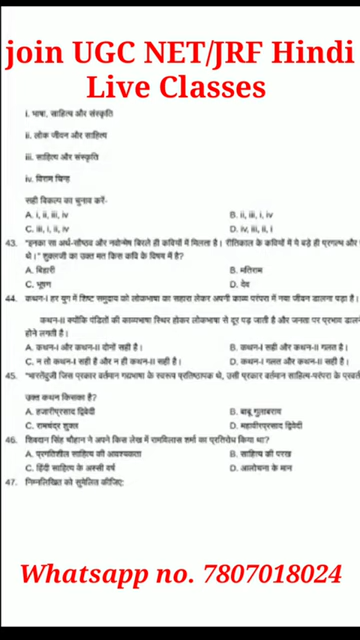 join UGC NET/JRF Hindi
Live Classes
i. भाषा, साहित्य और संस्कृति
ii. लोक जीवन और साहित्य
iii. साहित्य और संस्कृति
iv. विराम चिन्ह
सही विकल्प का चुनाव करें-
A. i, ii, iii, iv
B. ii, iii, i, iv
C. iii, i, ii, iv
D. iv, iii, ii, i
43. "इनका सा अर्थ-सौष्ठव और नवोन्मेष बिरले ही कवियों में मिलता है। रीतिकाल के कवियों में ये बड़े ही प्रगल्भ और
थे।" शुक्लजी का उक्त मत किस कवि के विषय में है?
A. बिहारी
B. मतिराम
C. भूषण
D. देव
44. कथन-I हर युग में शिष्ट समुदाय को लोकभाषा का सहारा लेकर अपनी काव्य परंपरा में नया जीवन डालना पड़ा है।
कथन-II क्योंकि पंडितों की काव्यभाषा स्थिर होकर लोकभाषा से दूर पड़ जाती है और जनता पर प्रभाव डालने
होने लगती है।
A. कथन-I और कथन-II दोनों सही है।
B. कथन-I सही और कथन-II गलत है।
C. न तो कथन-I सही है और न ही कथन-II सही है।
D. कथन-I गलत और कथन-II सही है।
45. "भारतेंदुजी जिस प्रकार वर्तमान गद्यभाषा के स्वरूप प्रतिष्ठापक थे, उसी प्रकार वर्तमान साहित्य-परंपरा के प्रवर्त
उक्त कथन किसका है?
A. हजारीप्रसाद द्विवेदी
B. बाबू गुलाबराय
C. रामचंद्र शुक्ल
D. महावीरप्रसाद द्विवेदी
46. शिवदान सिंह चौहान ने अपने किस लेख में रामविलास शर्मा का प्रतिरोध किया था?
A. प्रगतिशील साहित्य की आवश्यकता
B. साहित्य की परख
C. हिंदी साहित्य के अस्सी वर्ष
D. आलोचना के मान
47. निम्नलिखित को सुमेलित कीजिए:
Whatsapp no. 7807018024